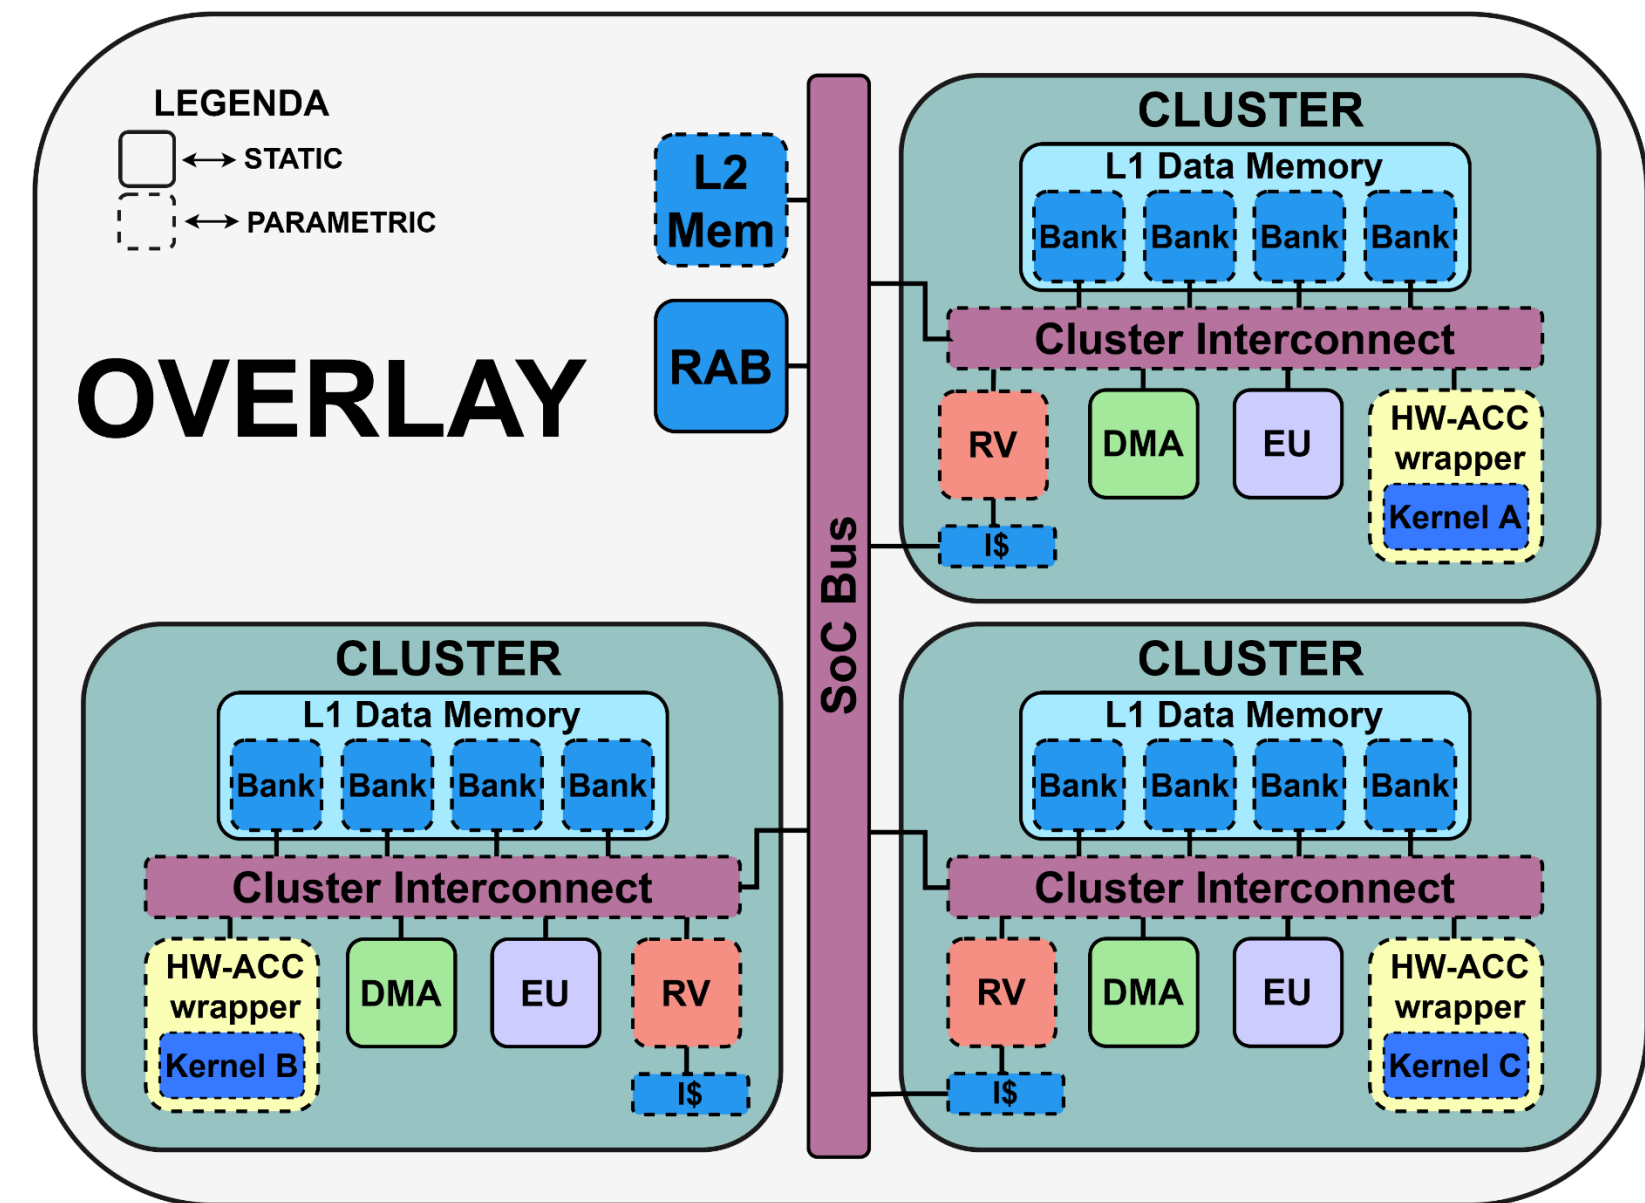 LEGENDA
STATIC
PARAMETRIC
OVERLAY
L2
Mem
RAB
SoC Bus
CLUSTER
L1 Data Memory
Bank Bank Bank Bank
Cluster Interconnect
RV DMA EU HW-ACC
wrapper
Kernel A
I$
CLUSTER
L1 Data Memory
Bank Bank Bank Bank
Cluster Interconnect
HW-ACC
wrapper
Kernel B
DMA EU RV
I$
CLUSTER
L1 Data Memory
Bank Bank Bank Bank
Cluster Interconnect
RV DMA EU HW-ACC
wrapper
Kernel C
I$